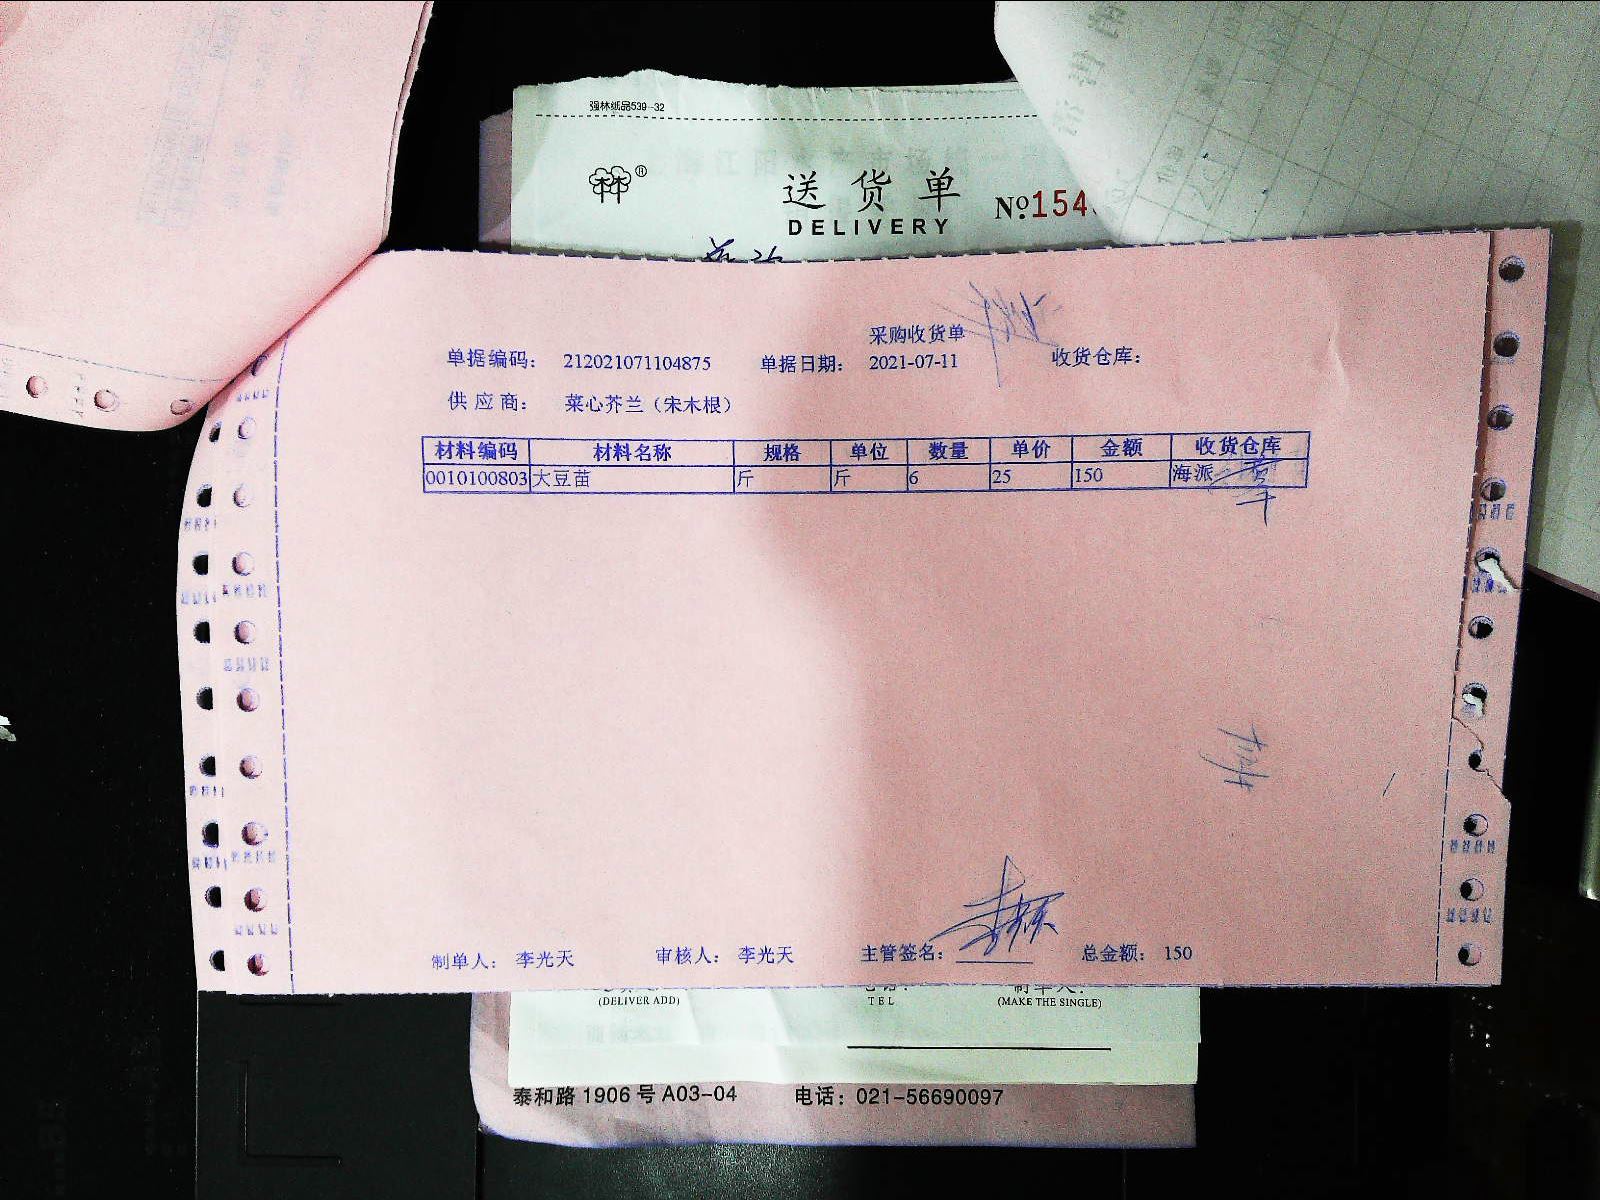 强林纸品539-32
送货单
DELIVERY
№154
采购收货单
单据编码： 212021071104875 单据日期： 2021-07-11 收货仓库：
供应商： 菜心芥兰（宋木根）
材料编码 材料名称 规格 单位 数量 单价 金额 收货仓库
0010100803 大豆苗 斤 斤 6 25 150 海派
制单人： 李光天 审核人： 李光天 主管签名： 总金额： 150
(DELIVER ADD) TEL (MAKE THE SINGLE)
泰和路1906号A03-04 电话：021-56690097